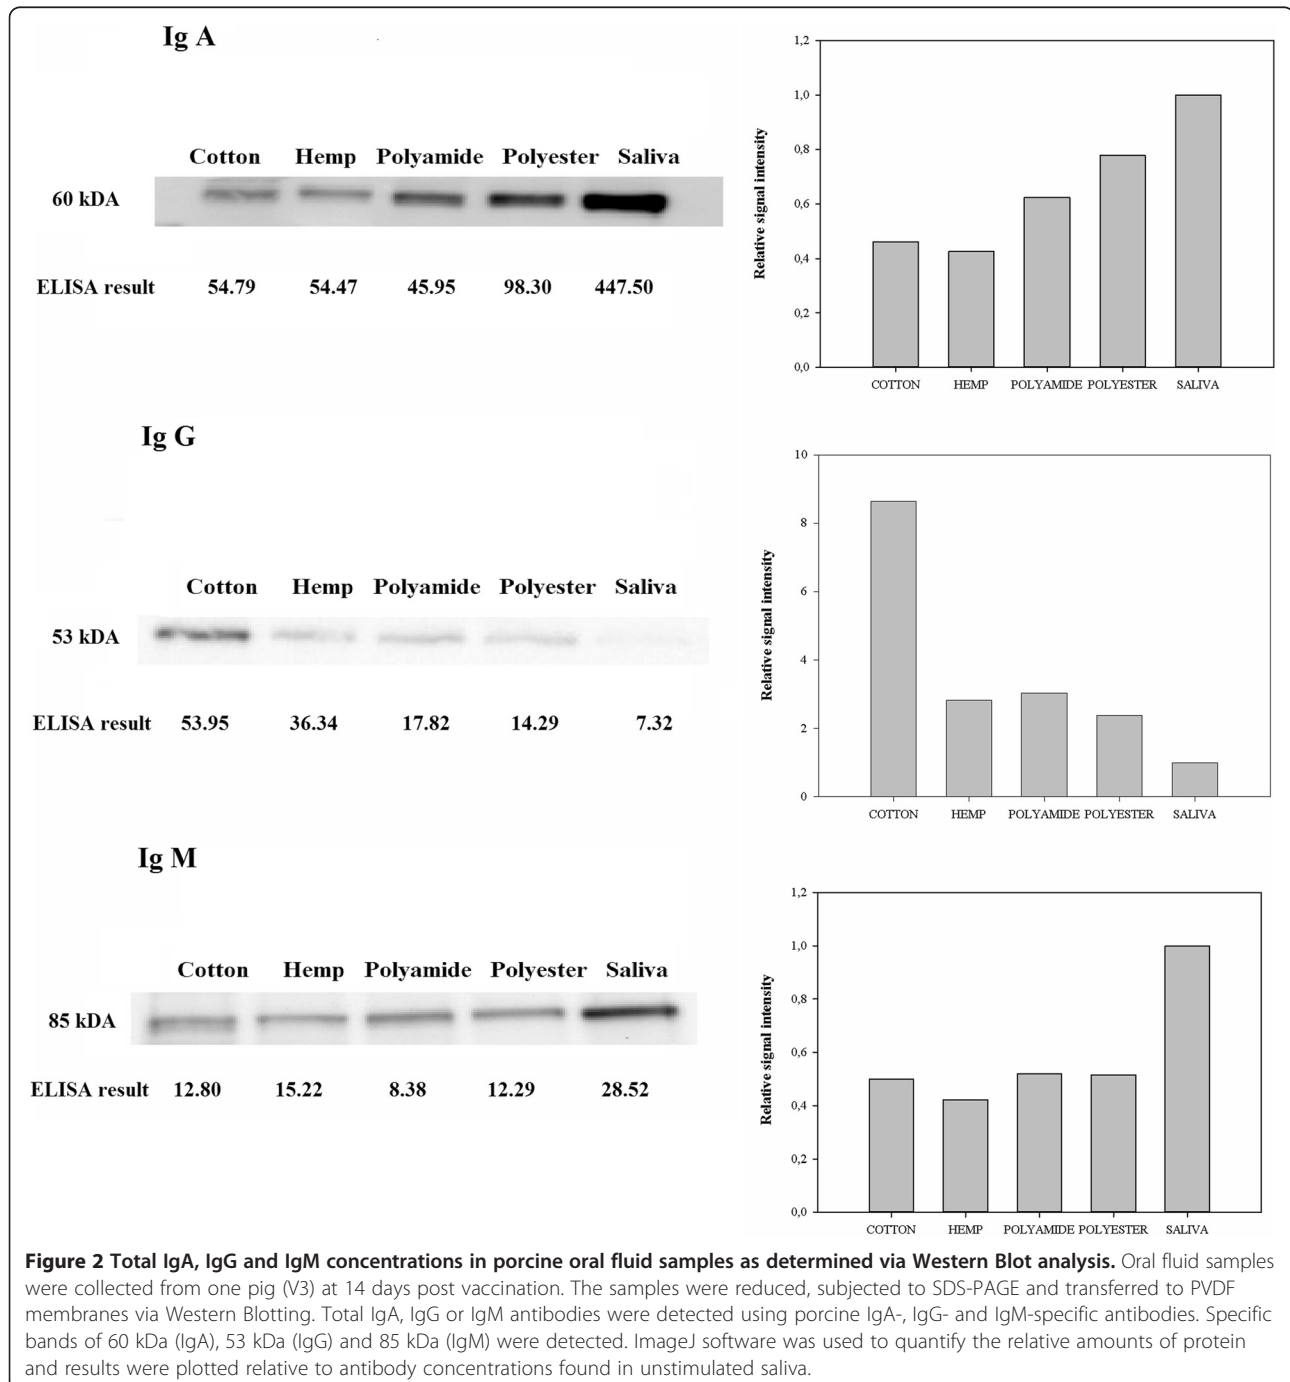 Ig A
Cotton Hemp Polyamide Polyester Saliva
60 kDA
ELISA result 54.79 54.47 45.95 98.30 447.50
1,2
1,0
0,8
0,6
0,4
0,2
0,0
Relative signal intensity
COTTON HEMP POLYAMIDE POLYESTER SALIVA
Ig G
Cotton Hemp Polyamide Polyester Saliva
53 kDA
ELISA result 53.95 36.34 17.82 14.29 7.32
10
8
6
4
2
0
Relative signal intensity
COTTON HEMP POLYAMIDE POLYESTER SALIVA
Ig M
Cotton Hemp Polyamide Polyester Saliva
85 kDA
ELISA result 12.80 15.22 8.38 12.29 28.52
1,2
1,0
0,8
0,6
0,4
0,2
0,0
Relative signal intensity
COTTON HEMP POLYAMIDE POLYESTER SALIVA
Figure 2 Total IgA, IgG and IgM concentrations in porcine oral fluid samples as determined via Western Blot analysis. Oral fluid samples
were collected from one pig (V3) at 14 days post vaccination. The samples were reduced, subjected to SDS-PAGE and transferred to PVDF
membranes via Western Blotting. Total IgA, IgG or IgM antibodies were detected using porcine IgA-, IgG- and IgM-specific antibodies. Specific
bands of 60 kDa (IgA), 53 kDa (IgG) and 85 kDa (IgM) were detected. ImageJ software was used to quantify the relative amounts of protein
and results were plotted relative to antibody concentrations found in unstimulated saliva.